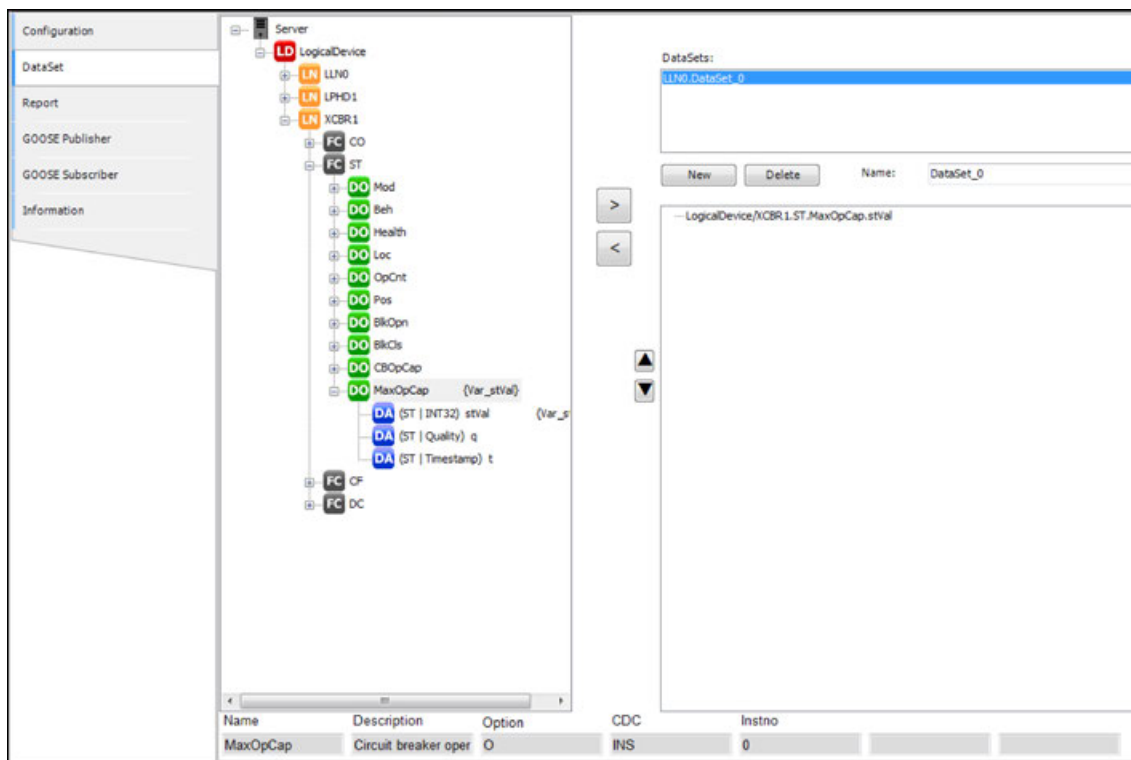 Configuration
DataSet
Report
GOOSE Publisher
GOOSE Subscriber
Information
Server
LD LogicalDevice
LN LLN0
LN LPHD1
LN XCBR1
FC CO
FC ST
DO Mod
DO Beh
DO Health
DO Loc
DO OpCnt
DO Pos
DO BlkOpn
DO BlkCls
DO CBOpCap
DO MaxOpCap {Var_stVal}
DA (ST | INT32) stVal {Var_s
DA (ST | Quality) q
DA (ST | Timestamp) t
FC CF
FC DC
> 
<
DataSets:
LLN0.DataSet_0
New Delete Name: DataSet_0
LogicalDevice/XCBR1.ST.MaxOpCap.stVal
Name Description Option CDC Instno
MaxOpCap Circuit breaker oper O INS 0